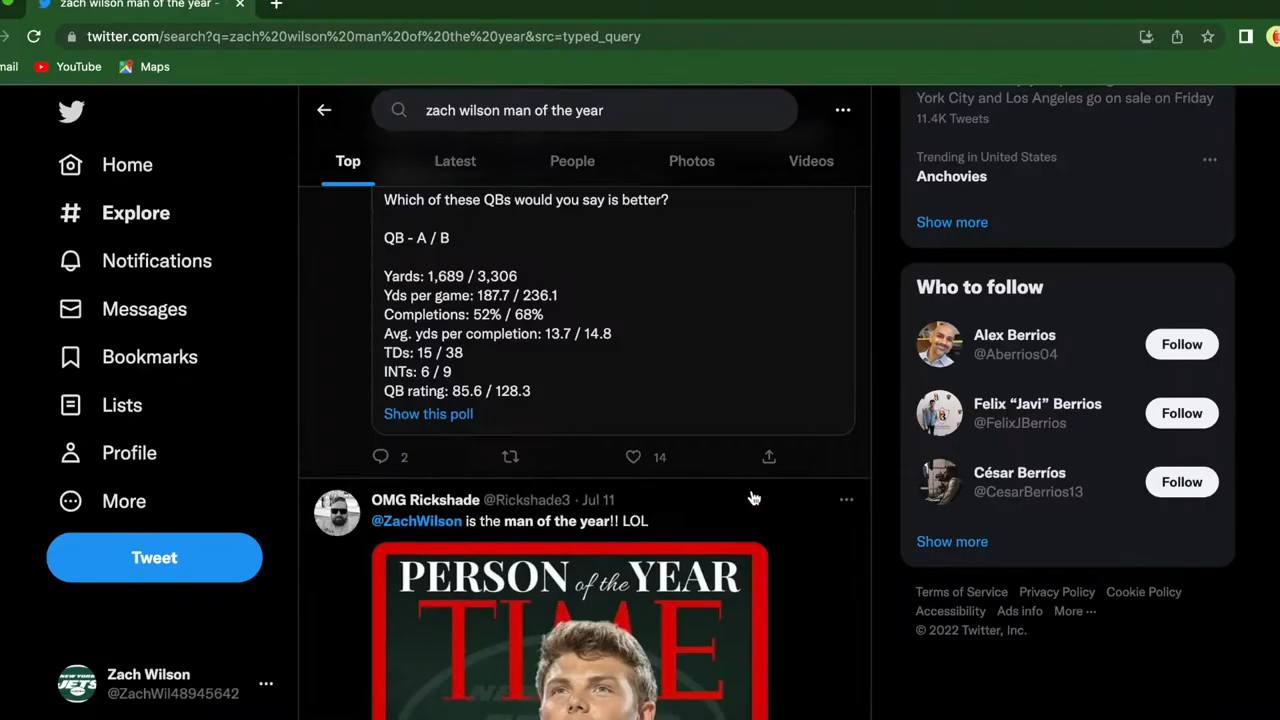 zach wilson man of the year -
twitter.com/search?q=zach%20wilson%20man%20of%20the%20year&src=typed_query
mail
YouTube
Maps
Home
Explore
Notifications
Messages
Bookmarks
Lists
Profile
More
Tweet
Zach Wilson
@ZachWil48945642
zach wilson man of the year
Top
Latest
People
Photos
Videos
Which of these QBs would you say is better?
QB - A / B
Yards: 1,689 / 3,306
Yds per game: 187.7 / 236.1
Completions: 52% / 68%
Avg. yds per completion: 13.7 / 14.8
TDs: 15 / 38
INTs: 6 / 9
QB rating: 85.6 / 128.3
Show this poll
2
14
OMG Rickshade @Rickshade3 · Jul 11
@ZachWilson is the man of the year!! LOL
PERSON of the YEAR
TIME
York City and Los Angeles go on sale on Friday
11.4K Tweets
Trending in United States
Anchovies
Show more
Who to follow
Alex Berrios
@Aberrios04
Follow
Felix “Javi” Berrios
@FelixJBerrios
Follow
César Berríos
@CesarBerrios13
Follow
Show more
Terms of Service Privacy Policy Cookie Policy
Accessibility Ads info More ···
© 2022 Twitter, Inc.